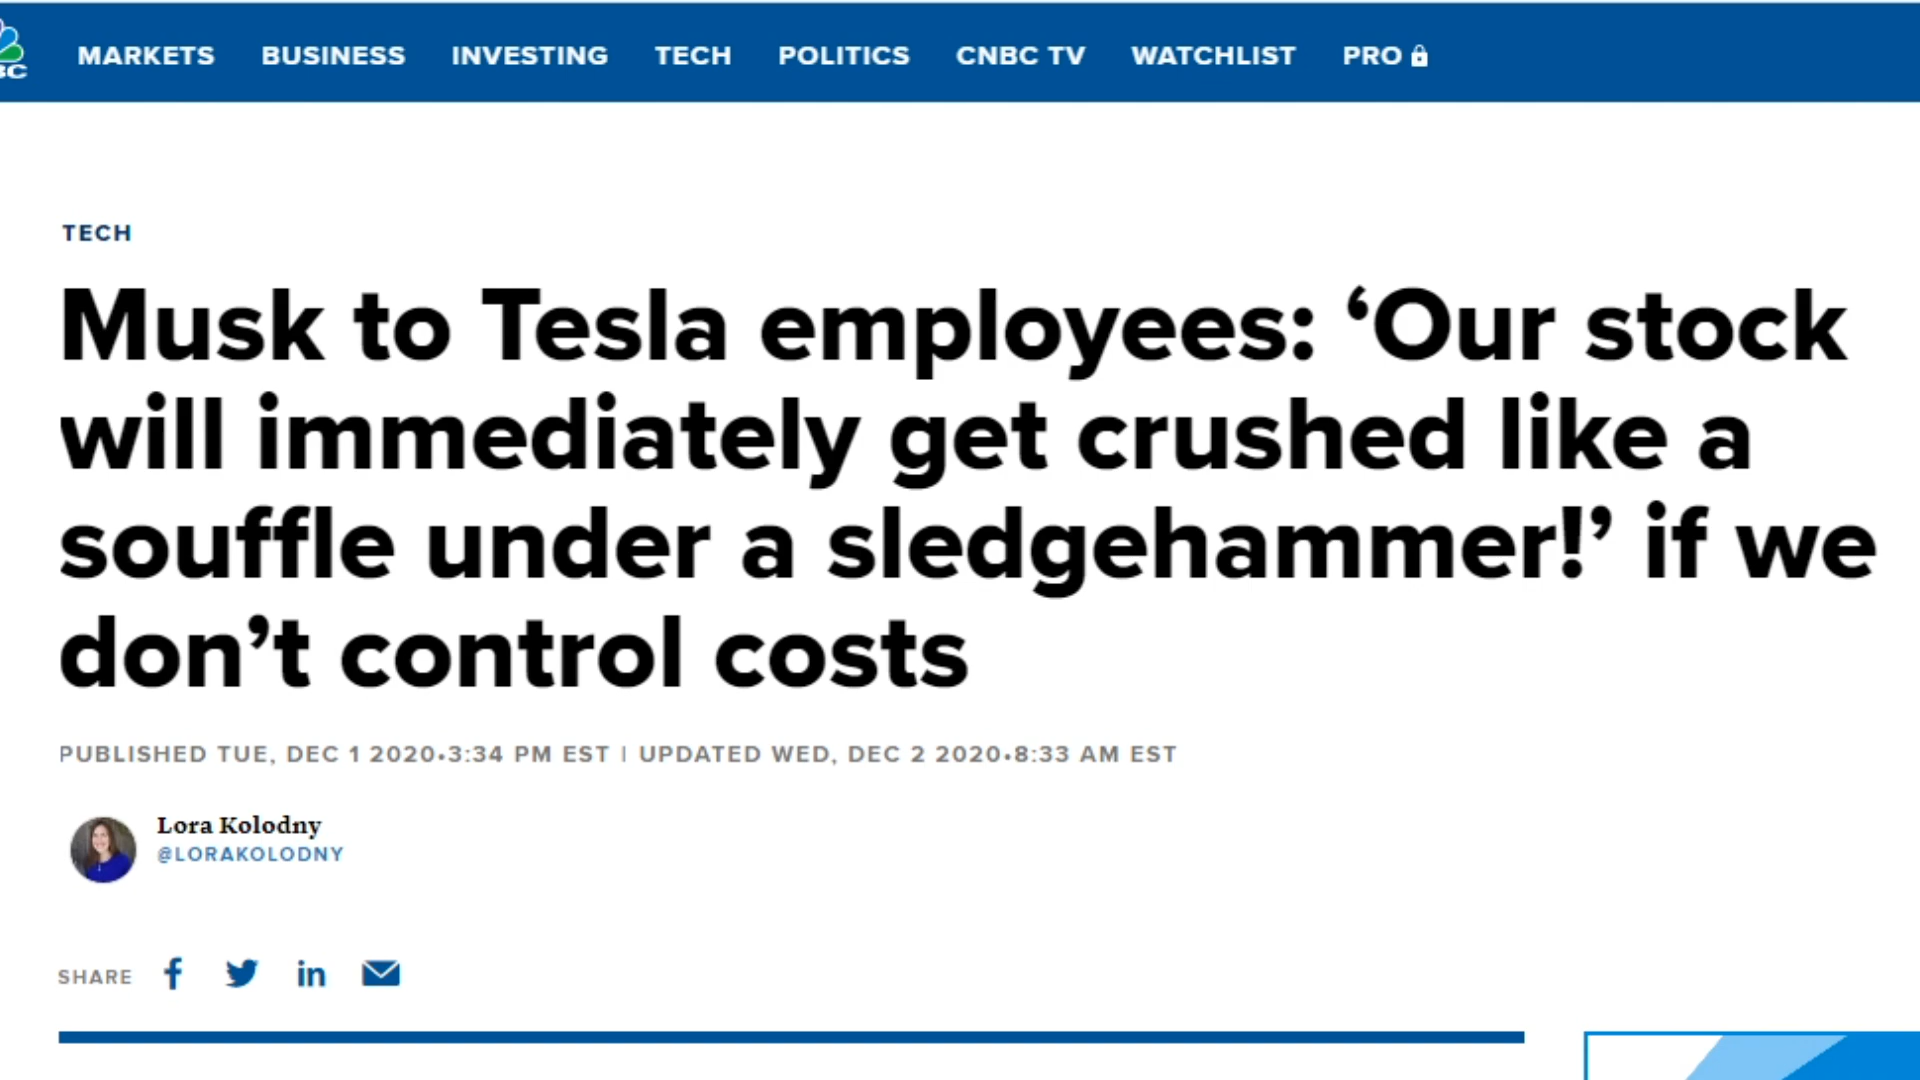 MARKETS BUSINESS INVESTING TECH POLITICS CNBC TV WATCHLIST PRO
TECH
Musk to Tesla employees: ‘Our stock
will immediately get crushed like a
souffle under a sledgehammer!’ if we
don’t control costs
PUBLISHED TUE, DEC 1 2020•3:34 PM EST | UPDATED WED, DEC 2 2020•8:33 AM EST
Lora Kolodny
@LORAKOLODNY
SHARE